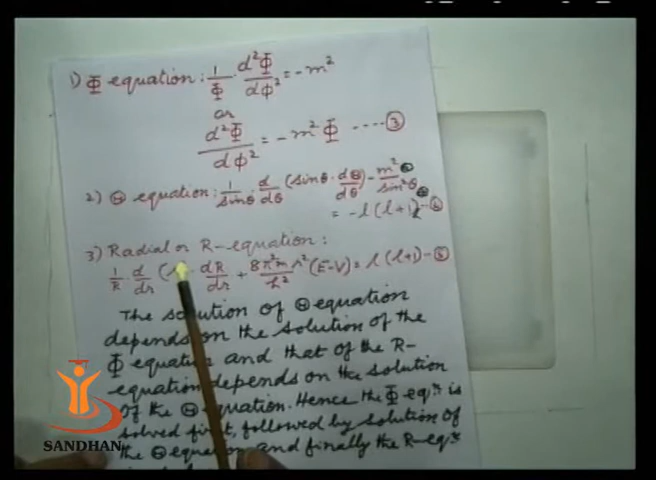 1) Φ equation: 1/Φ · d²Φ/dϕ² = -m²
or
d²Φ/dϕ² = -m² Φ ----③
2) Θ equation: 1/sinθ · d/dθ (sinθ · dΘ/dθ) - m²/sin²θ Θ
= -l(l+1)
3) Radial or R-equation:
1/R · d/dr ( dR/dr + 8π²m/h² r² (E-V) = l(l+1) -⑤
The solution of Θ equation
depends on the solution of the
Φ equation and that of the R-
equation depends on the solution
of the Θ equation. Hence the Φ eqⁿ is
solved first, followed by solution of
the Θ equation and finally the R-eqⁿ
SANDHAN